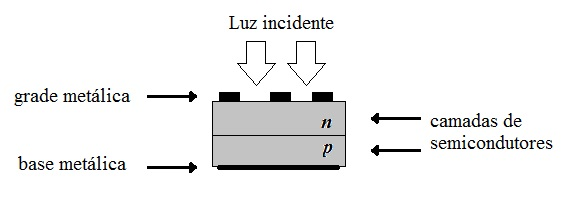 Luz incidente
grade metálica
n
camadas de
semicondutores
p
base metálica